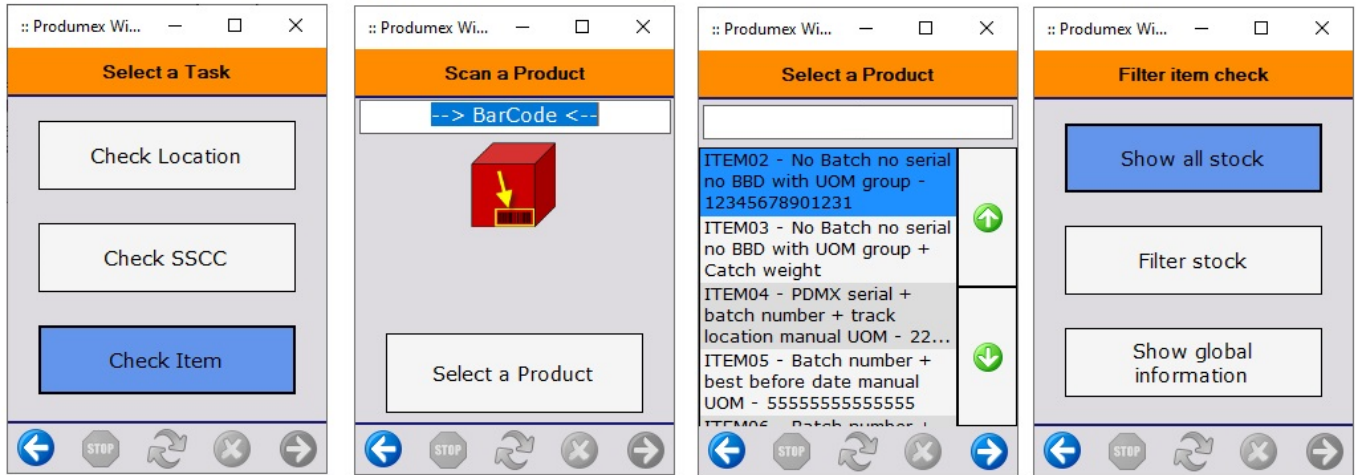 :: Produmex Wi...
Select a Task
Check Location
Check SSCC
Check Item
STOP
:: Produmex Wi...
Scan a Product
--> BarCode <--
Select a Product
STOP
:: Produmex Wi...
Select a Product
ITEM02 - No Batch no serial
no BBD with UOM group -
12345678901231
ITEM03 - No Batch no serial
no BBD with UOM group +
Catch weight
ITEM04 - PDMX serial +
batch number + track
location manual UOM - 22...
ITEM05 - Batch number +
best before date manual
UOM - 55555555555555
ITEM06 - Batch number +
STOP
:: Produmex Wi...
Filter item check
Show all stock
Filter stock
Show global
information
STOP